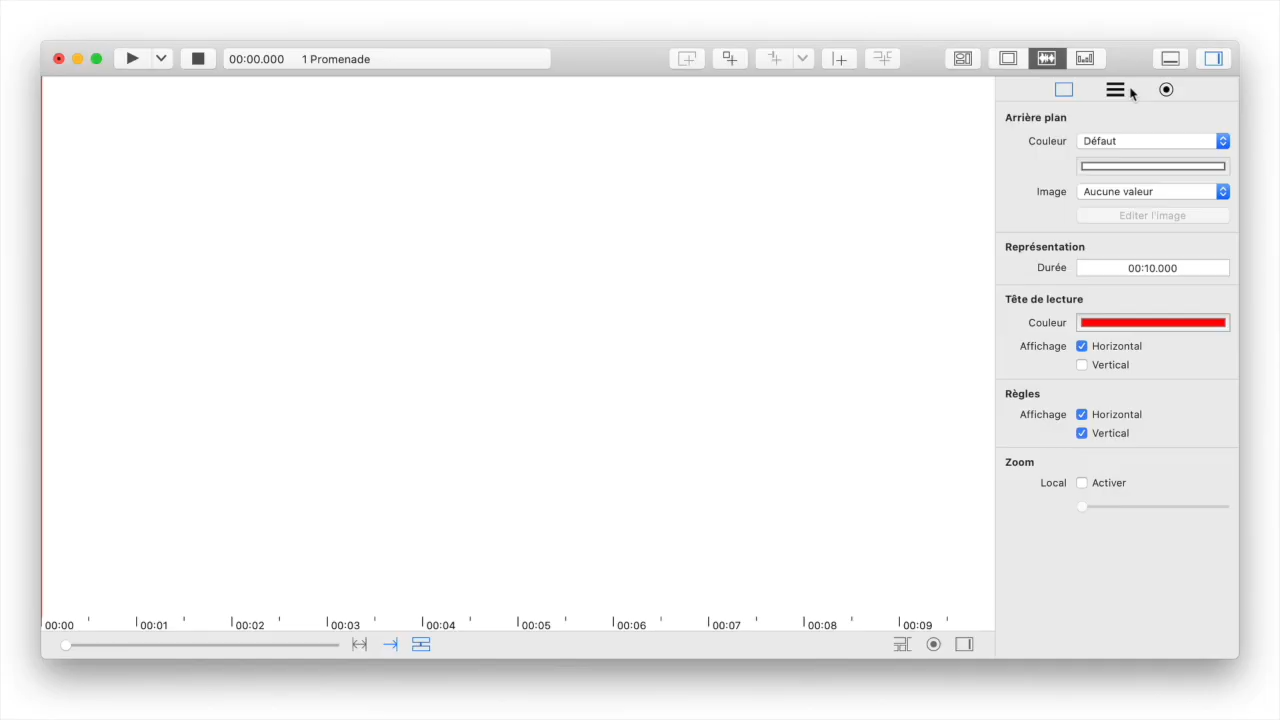 00:00.000 1 Promenade
Arrière plan
Couleur Défaut
Image Aucune valeur
Editer l'image
Représentation
Durée 00:10.000
Tête de lecture
Couleur
Affichage Horizontal
Vertical
Règles
Affichage Horizontal
Vertical
Zoom
Local Activer
00:00 00:01 00:02 00:03 00:04 00:05 00:06 00:07 00:08 00:09